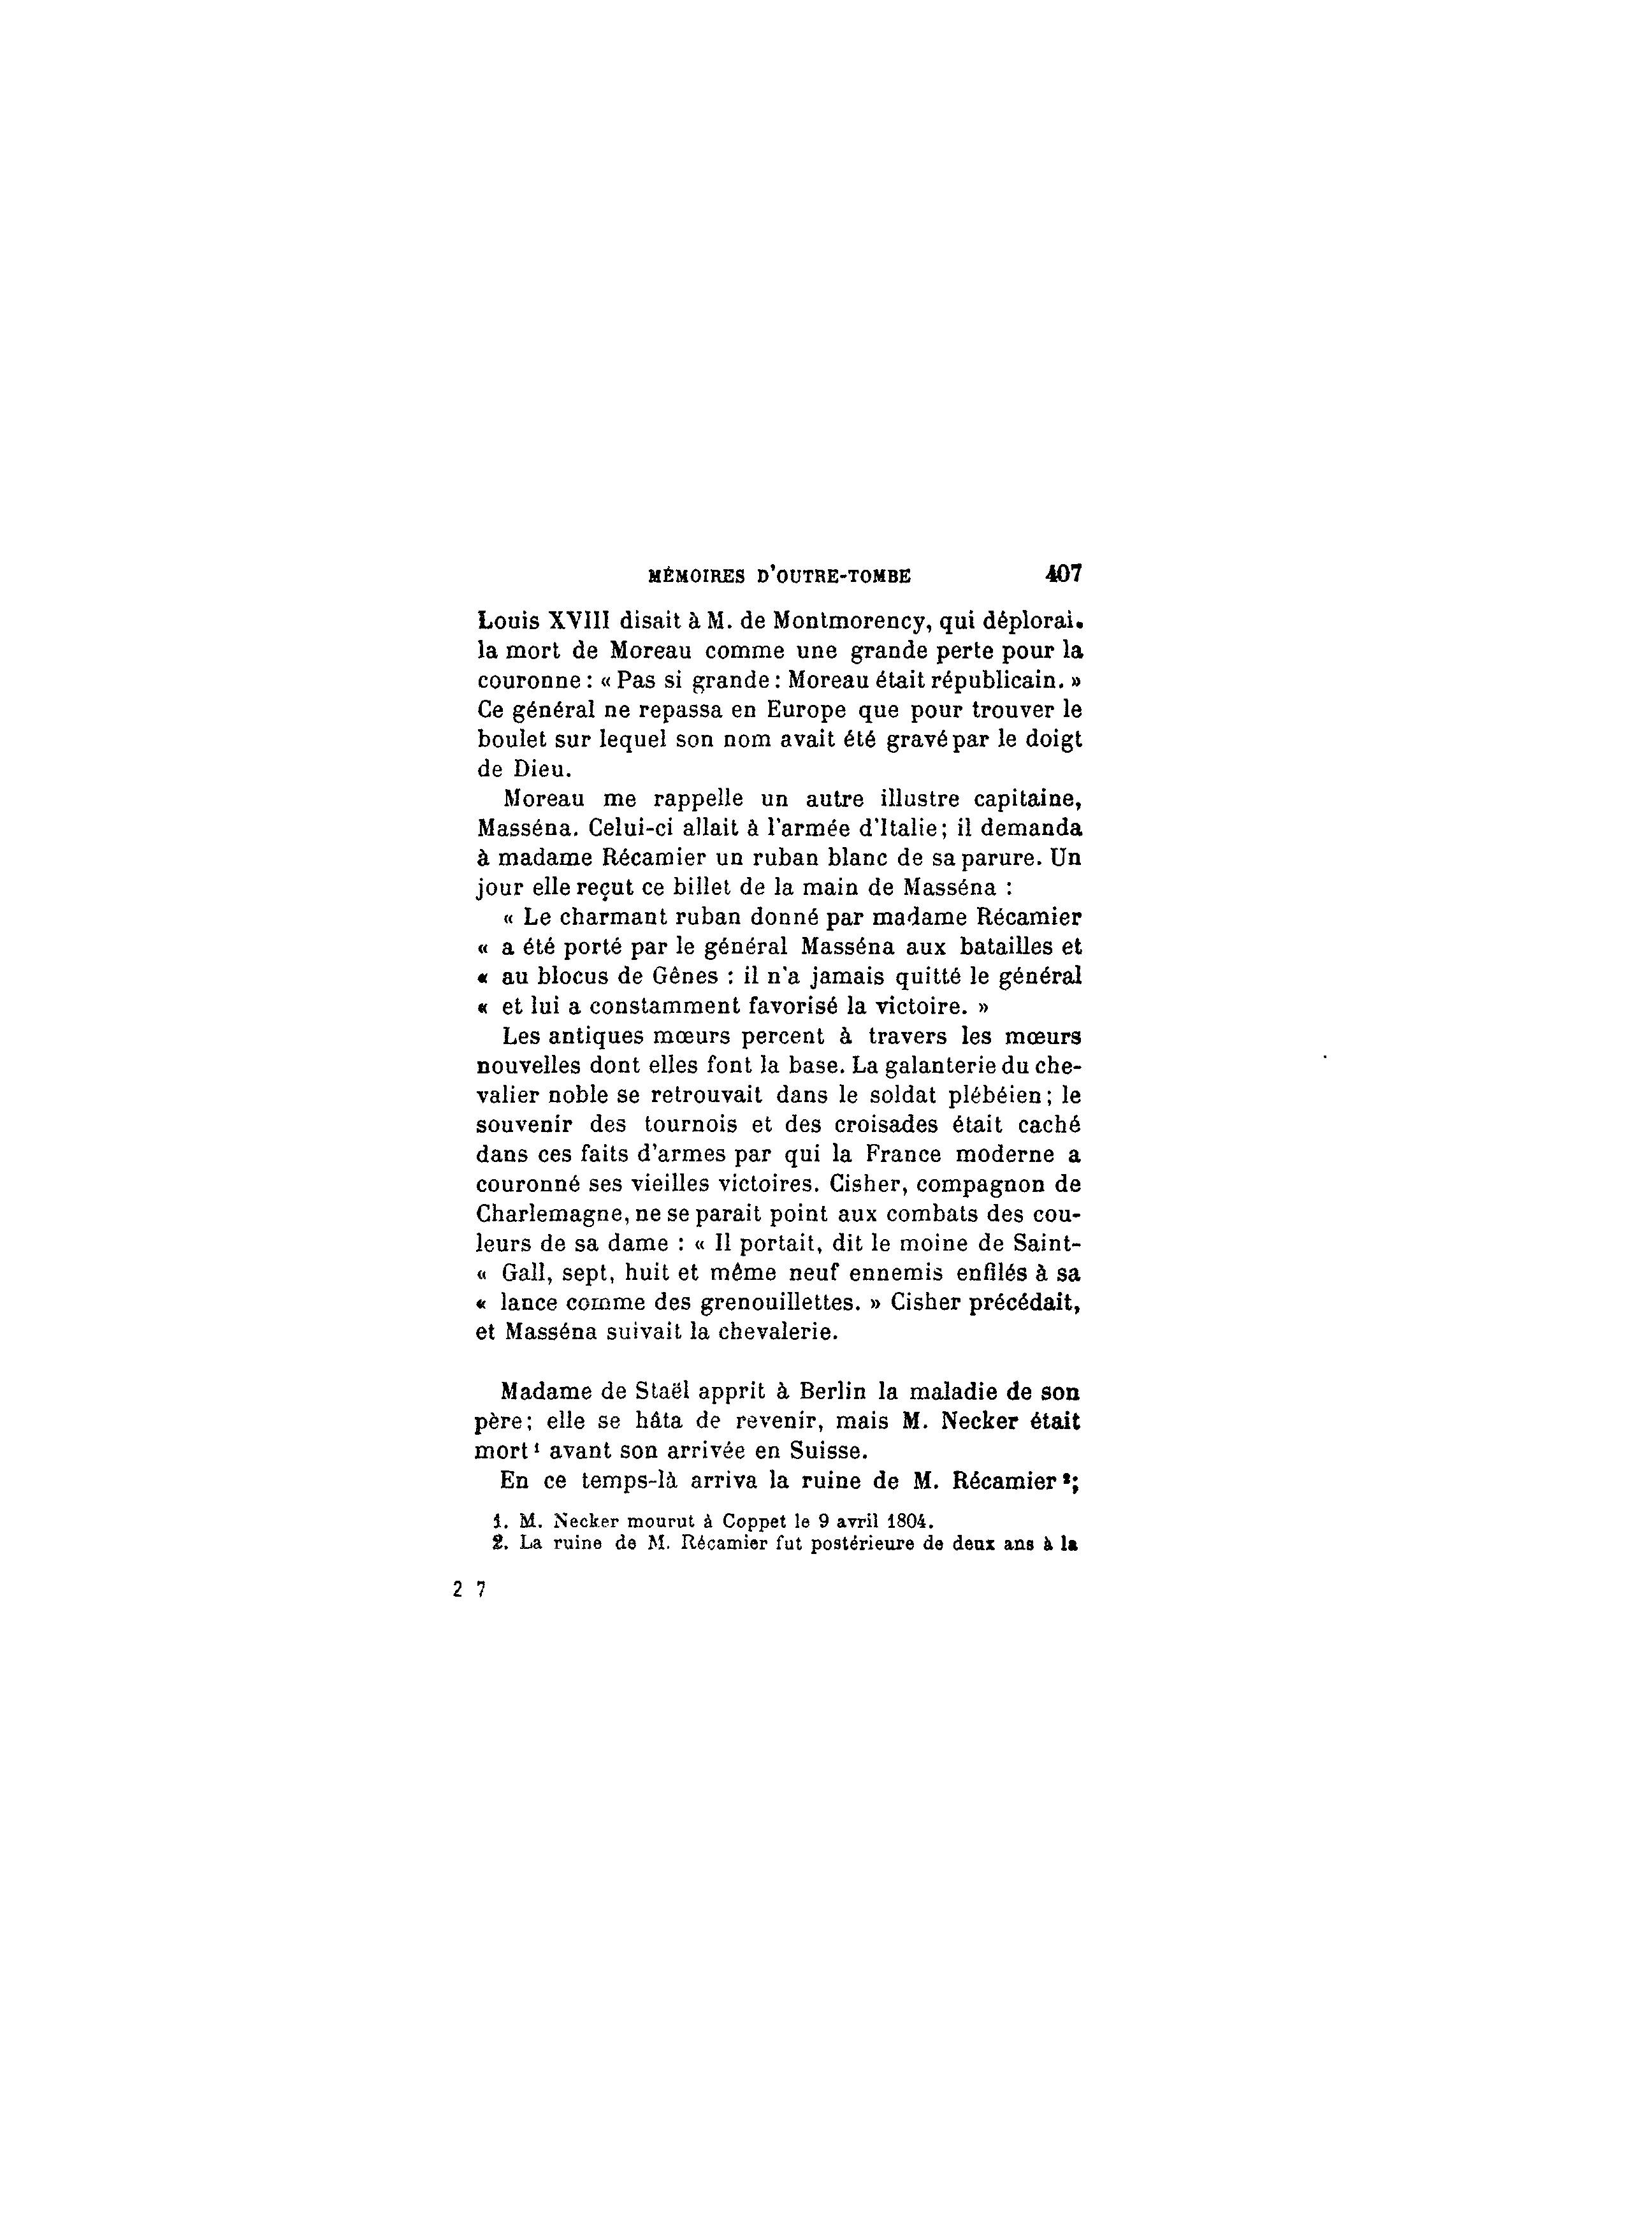 MÉMOIRES D'OUTRE-TOMBE 407
Louis XVIII disait à M. de Montmorency, qui déplorai.
la mort de Moreau comme une grande perte pour la
couronne : « Pas si grande : Moreau était républicain. »
Ce général ne repassa en Europe que pour trouver le
boulet sur lequel son nom avait été gravé par le doigt
de Dieu.
Moreau me rappelle un autre illustre capitaine,
Masséna. Celui-ci allait à l'armée d'Italie; il demanda
à madame Récamier un ruban blanc de sa parure. Un
jour elle reçut ce billet de la main de Masséna :
« Le charmant ruban donné par madame Récamier
« a été porté par le général Masséna aux batailles et
« au blocus de Gênes : il n'a jamais quitté le général
« et lui a constamment favorisé la victoire. »
Les antiques mœurs percent à travers les mœurs
nouvelles dont elles font la base. La galanterie du che-
valier noble se retrouvait dans le soldat plébéien; le
souvenir des tournois et des croisades était caché
dans ces faits d'armes par qui la France moderne a
couronné ses vieilles victoires. Cisher, compagnon de
Charlemagne, ne se parait point aux combats des cou-
leurs de sa dame : « Il portait, dit le moine de Saint-
« Gall, sept, huit et même neuf ennemis enfilés à sa
« lance comme des grenouillettes. » Cisher précédait,
et Masséna suivait la chevalerie.
Madame de Staël apprit à Berlin la maladie de son
père; elle se hâta de revenir, mais M. Necker était
mort¹ avant son arrivée en Suisse.
En ce temps-là arriva la ruine de M. Récamier²;
1. M. Necker mourut à Coppet le 9 avril 1804.
2. La ruine de M. Récamier fut postérieure de deux ans à la
2 7